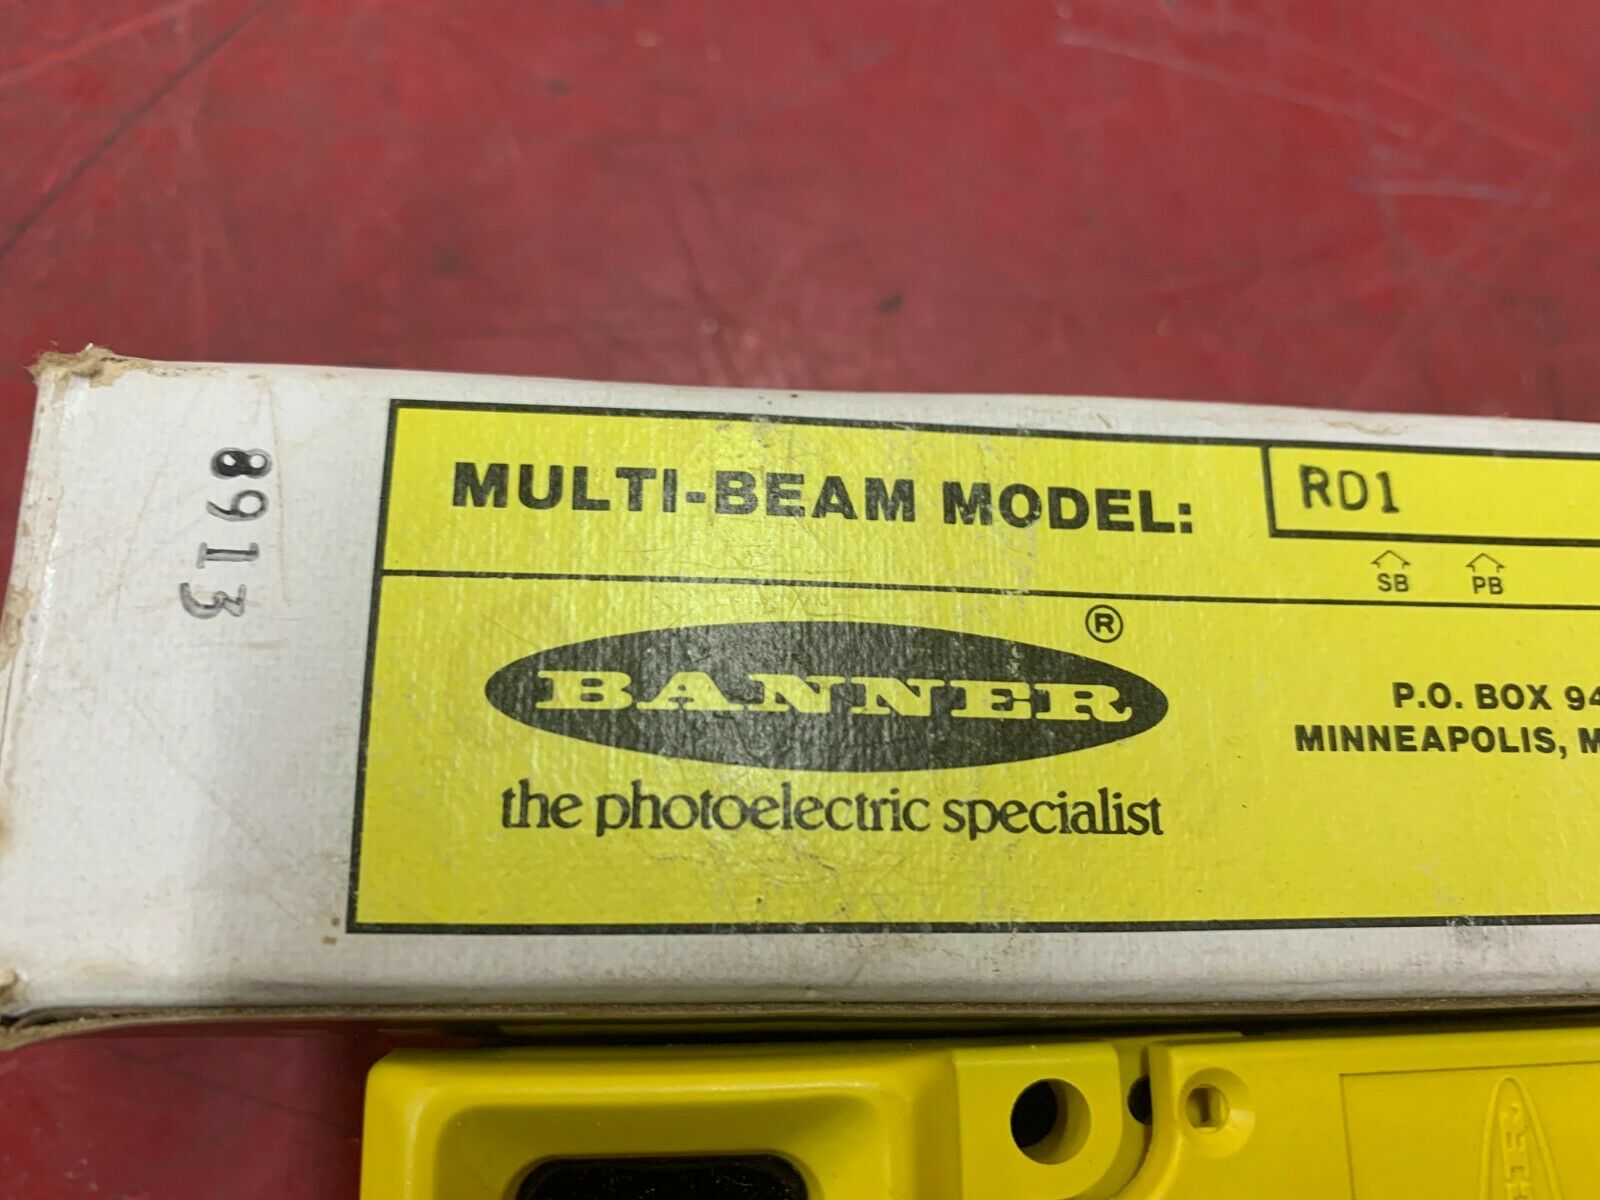 8913
MULTI-BEAM MODEL: RD1
SB PB
BANNER ®
the photoelectric specialist
P.O. BOX 94
MINNEAPOLIS, M